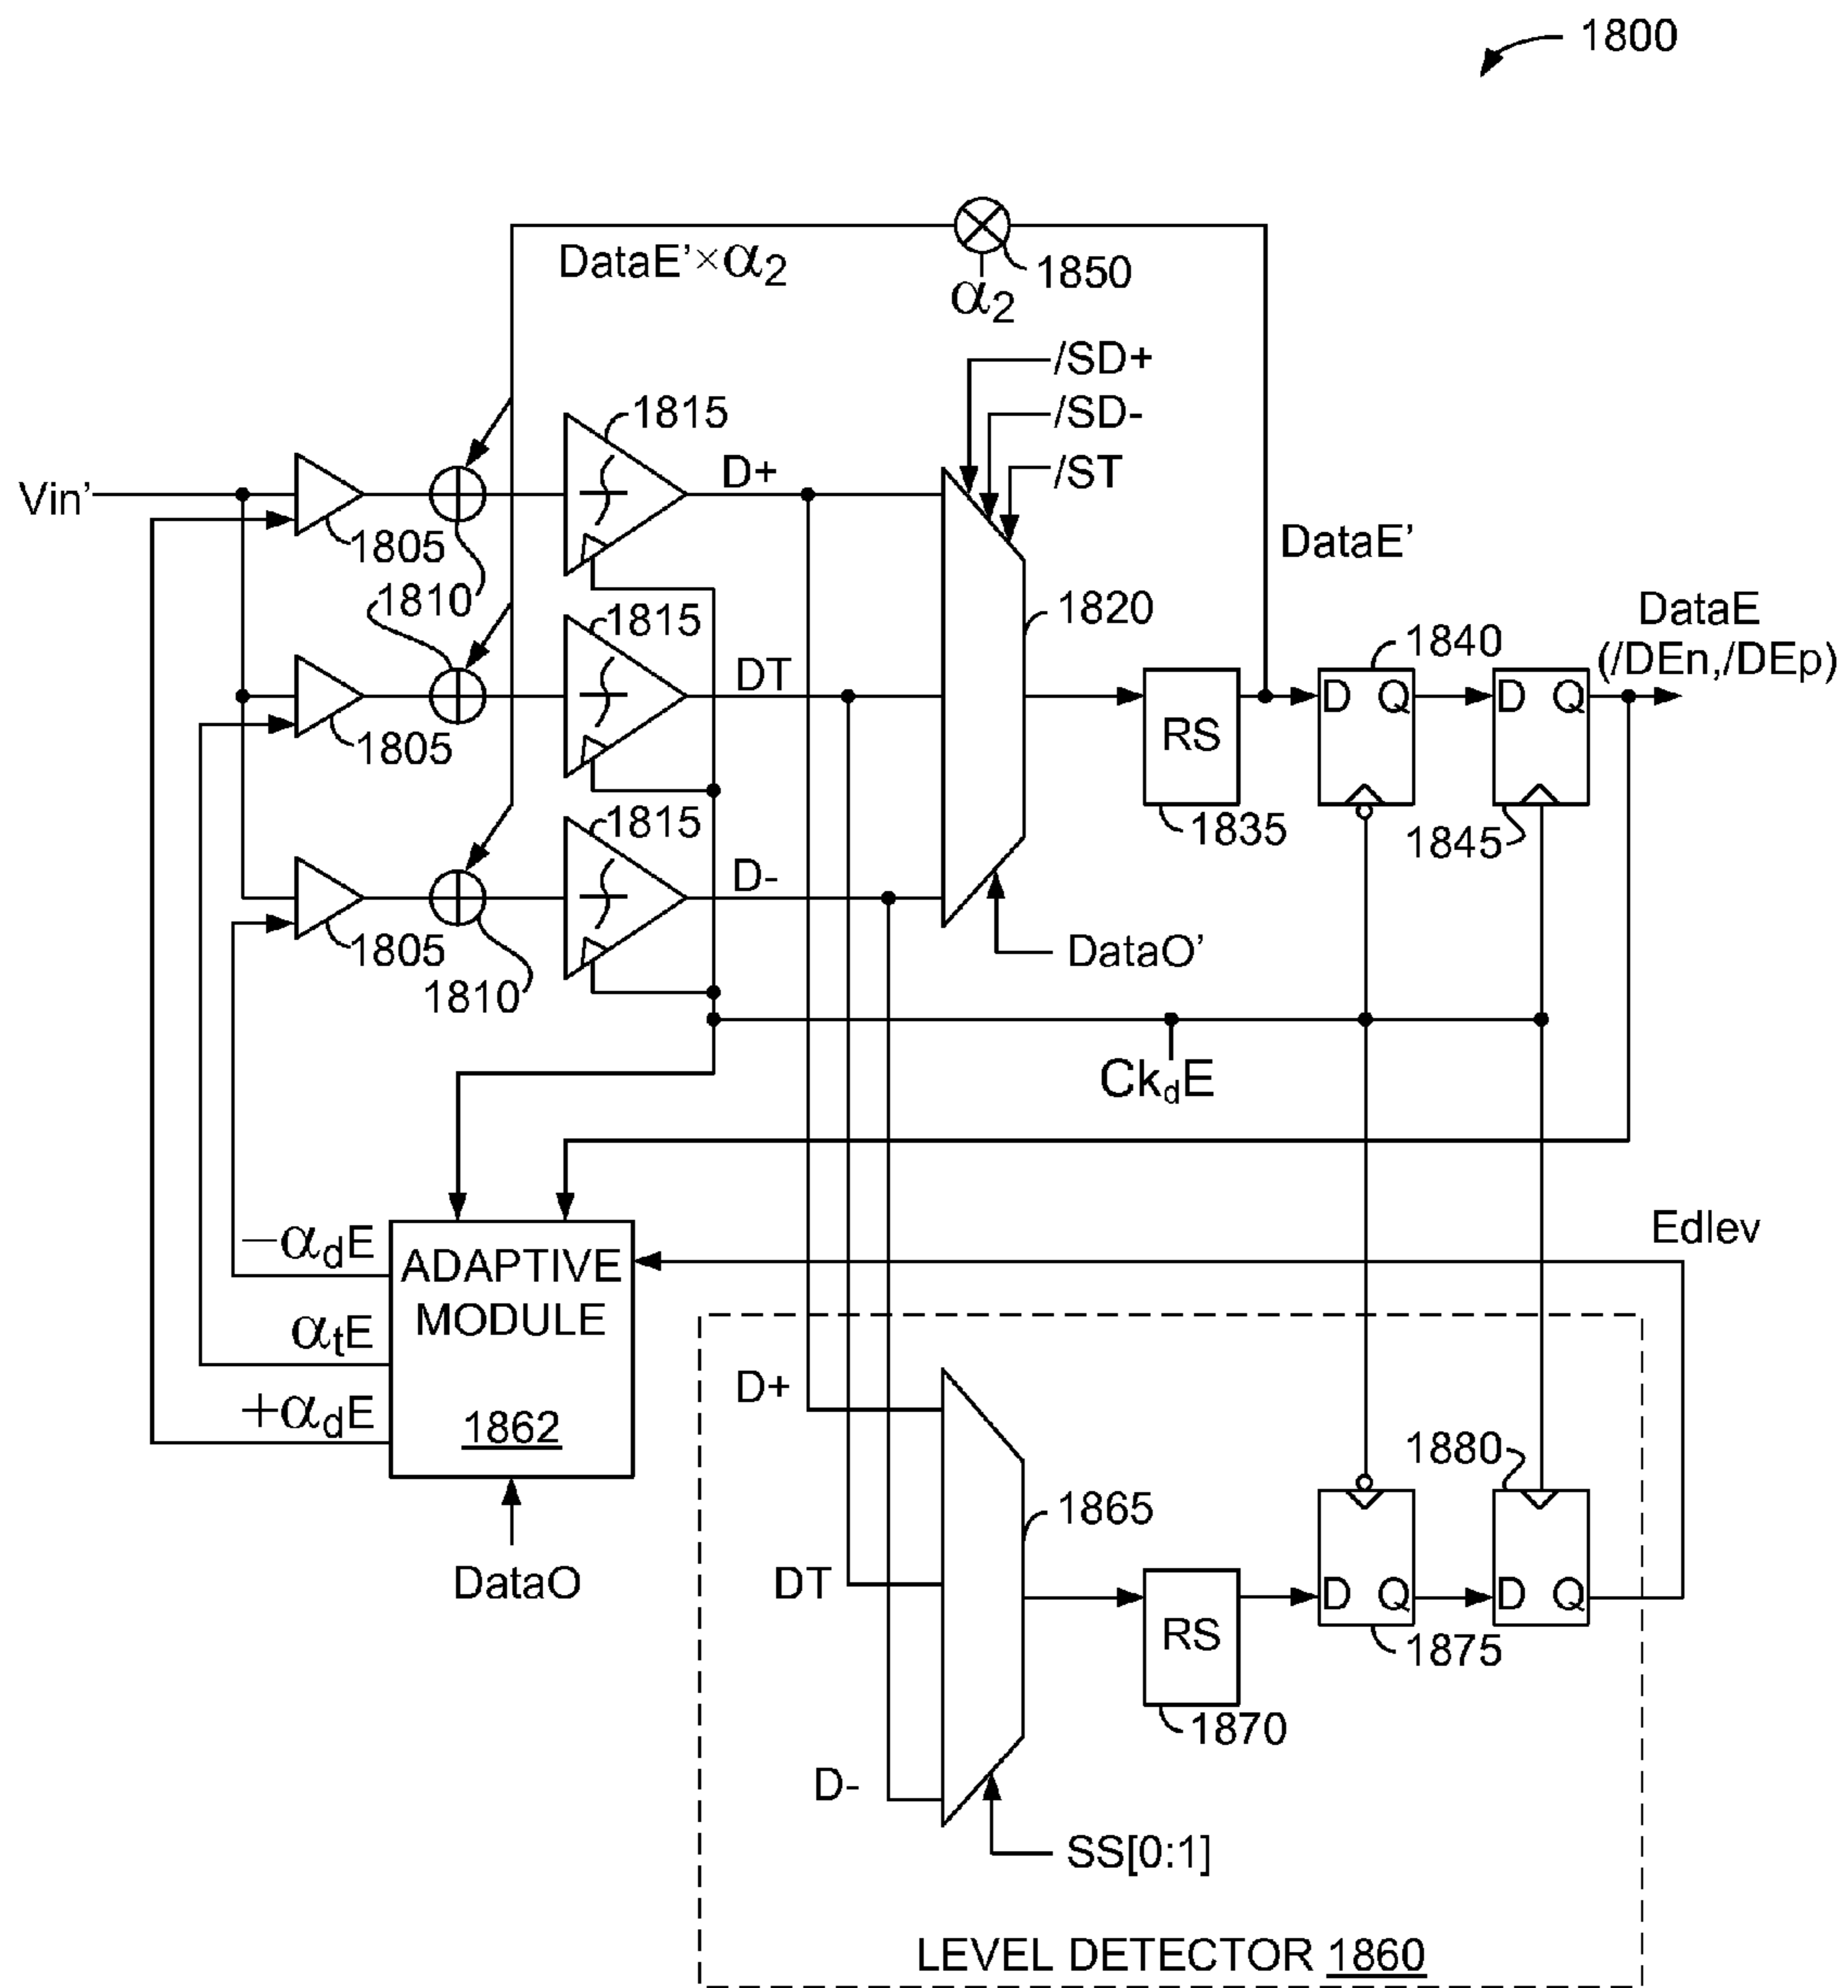 1800
DataE'×α2
1850
α2
/SD+
/SD-
/ST
1815
D+
Vin'
1805
1810
1815
DT
1820
DataE'
DataE
(/DEn,/DEp)
1840
D Q
D Q
1805
RS
1835
1845
1815
D-
1805
1810
DataO'
CkdE
−αdE
αtE
+αdE
ADAPTIVE
MODULE
1862
DataO
Edlev
D+
1865
DT
1880
RS
D Q
D Q
1870
1875
D-
SS[0:1]
LEVEL DETECTOR 1860